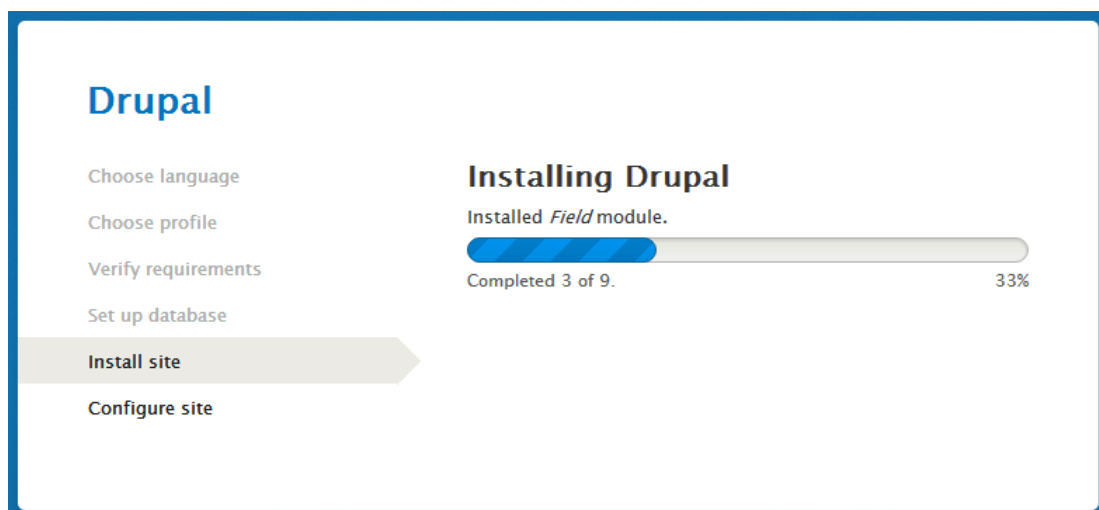 Drupal
Choose language
Choose profile
Verify requirements
Set up database
Install site
Configure site
Installing Drupal
Installed Field module.
Completed 3 of 9.
33%